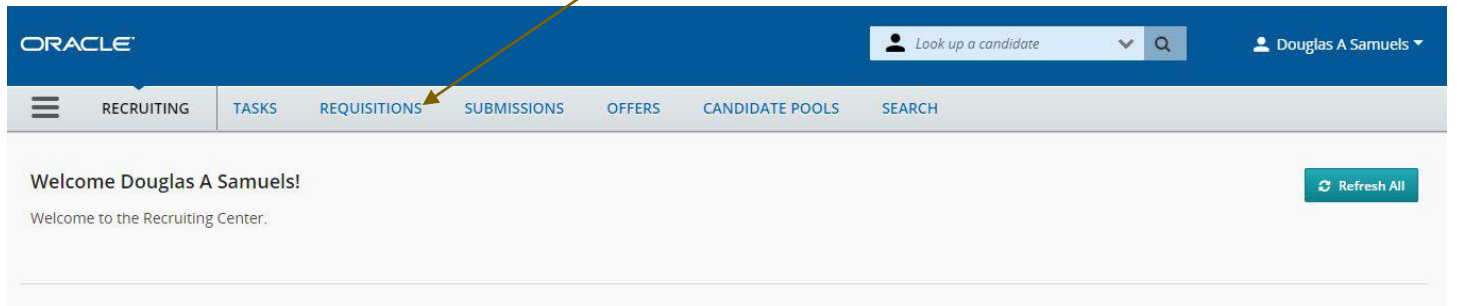 ORACLE
Look up a candidate
Douglas A Samuels
RECRUITING TASKS REQUISITIONS SUBMISSIONS OFFERS CANDIDATE POOLS SEARCH
Welcome Douglas A Samuels!
Refresh All
Welcome to the Recruiting Center.